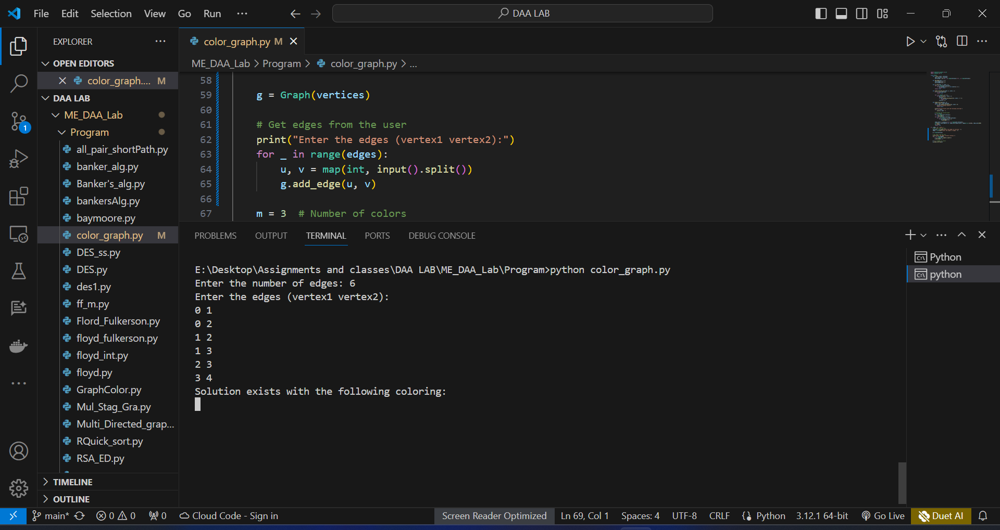 File Edit Selection View Go Run ···
DAA LAB
EXPLORER ···
OPEN EDITORS
color_graph.... M
DAA LAB
ME_DAA_Lab
Program
all_pair_shortPath.py
banker_alg.py
Banker's_alg.py
bankersAlg.py
baymoore.py
color_graph.py M
DES_ss.py
DES.py
des1.py
ff_m.py
Flord_Fulkerson.py
floyd_fulkerson.py
floyd_int.py
floyd.py
GraphColor.py
Mul_Stag_Gra.py
Multi_Directed_grap...
RQuick_sort.py
RSA_ED.py
TIMELINE
OUTLINE
1
color_graph.py M
ME_DAA_Lab > Program > color_graph.py > ...
58
59 g = Graph(vertices)
60
61 # Get edges from the user
62 print("Enter the edges (vertex1 vertex2):")
63 for _ in range(edges):
64 u, v = map(int, input().split())
65 g.add_edge(u, v)
66
67 m = 3 # Number of colors
PROBLEMS OUTPUT TERMINAL PORTS DEBUG CONSOLE
E:\Desktop\Assignments and classes\DAA LAB\ME_DAA_Lab\Program>python color_graph.py
Enter the number of edges: 6
Enter the edges (vertex1 vertex2):
0 1
0 2
1 2
1 3
2 3
3 4
Solution exists with the following coloring:
Python
python
main* 0 0 0 Cloud Code - Sign in Screen Reader Optimized Ln 69, Col 1 Spaces: 4 UTF-8 CRLF Python 3.12.1 64-bit Go Live Duet AI